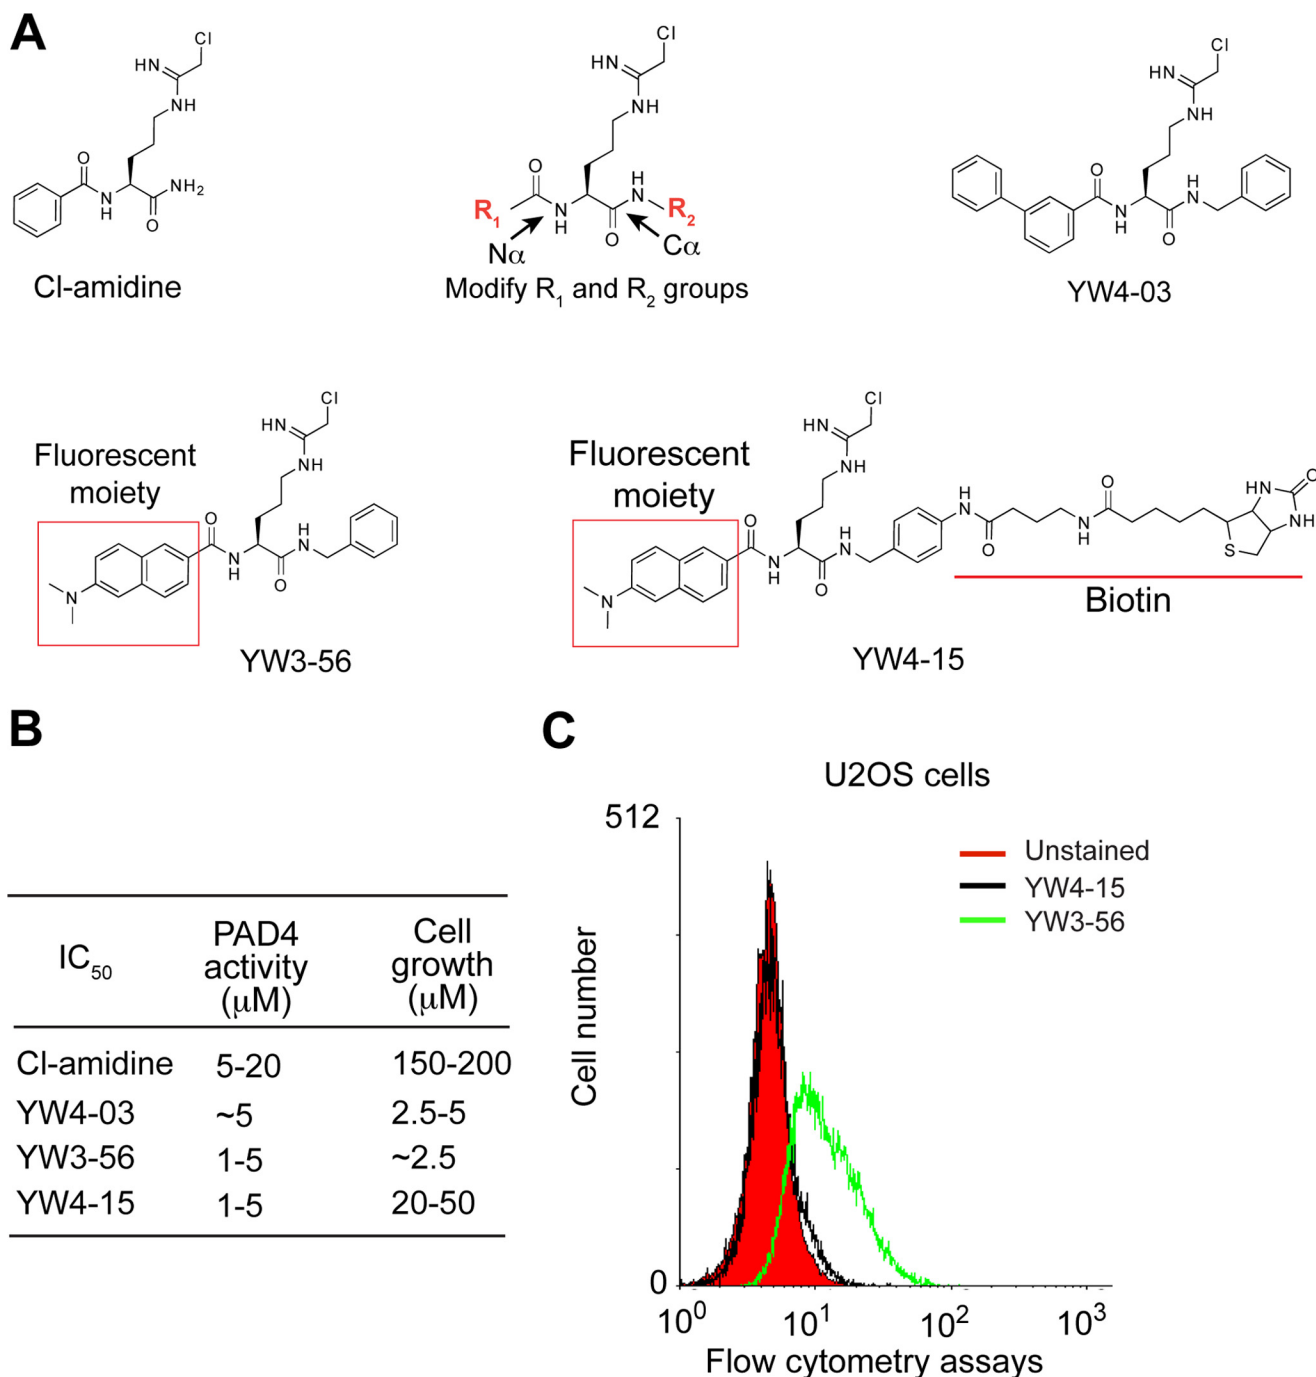 A
Cl
HN
NH
O
N
H
NH2
O
Cl-amidine
Cl
HN
NH
O
R1
N
H
O
H
N
R2
Nα
Cα
Modify R1 and R2 groups
Cl
HN
NH
O
N
H
O
H
N
YW4-03
Fluorescent
moiety
Cl
HN
NH
O
N
H
O
H
N
N
YW3-56
Fluorescent
moiety
Cl
HN
NH
O
N
H
O
H
N
N
H
N
O
N
H
O
HN
O
NH
S
Biotin
YW4-15
B
IC50 PAD4 activity (μM) Cell growth (μM)
Cl-amidine 5-20 150-200
YW4-03 ~5 2.5-5
YW3-56 1-5 ~2.5
YW4-15 1-5 20-50
C
U2OS cells
512
Unstained
YW4-15
YW3-56
Cell number
0
10^0 10^1 10^2 10^3
Flow cytometry assays